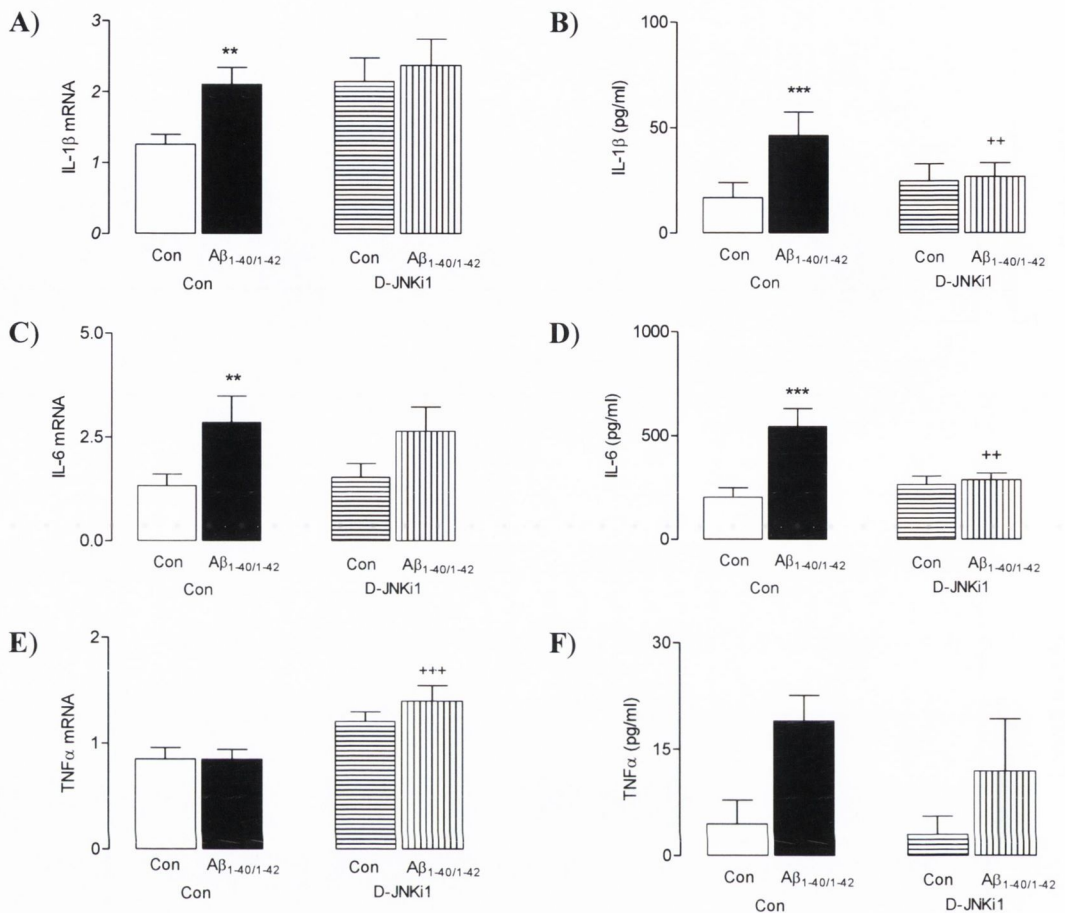 A)
3
2
1
0
IL-1β mRNA
**
Con Aβ1-40/1-42 Con Aβ1-40/1-42
Con D-JNKi1
B)
100
50
0
IL-1β (pg/ml)
***
++
Con Aβ1-40/1-42 Con Aβ1-40/1-42
Con D-JNKi1
C)
5.0
2.5
0.0
IL-6 mRNA
**
Con Aβ1-40/1-42 Con Aβ1-40/1-42
Con D-JNKi1
D)
1000
500
0
IL-6 (pg/ml)
***
++
Con Aβ1-40/1-42 Con Aβ1-40/1-42
Con D-JNKi1
E)
2
1
0
TNFα mRNA
+++
Con Aβ1-40/1-42 Con Aβ1-40/1-42
Con D-JNKi1
F)
30
15
0
TNFα (pg/ml)
Con Aβ1-40/1-42 Con Aβ1-40/1-42
Con D-JNKi1